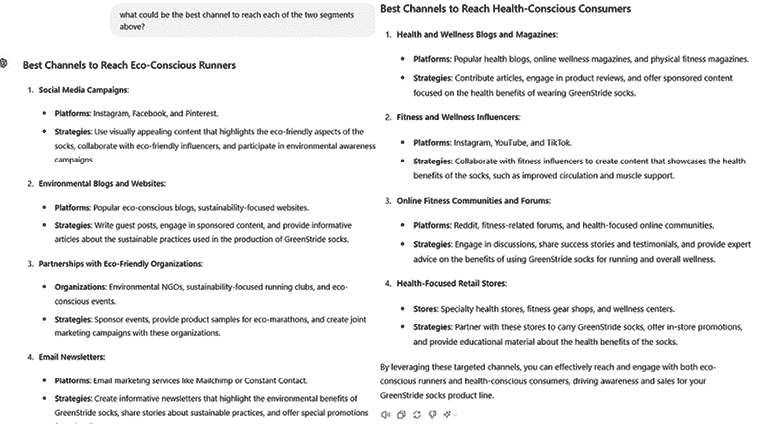 what could be the best channel to reach each of the two segments
above?
Best Channels to Reach Eco-Conscious Runners
1. Social Media Campaigns:
• Platforms: Instagram, Facebook, and Pinterest.
• Strategies: Use visually appealing content that highlights the eco-friendly aspects of the
socks, collaborate with eco-friendly influencers, and participate in environmental awareness
campaigns.
2. Environmental Blogs and Websites:
• Platforms: Popular eco-conscious blogs, sustainability-focused websites.
• Strategies: Write guest posts, engage in sponsored content, and provide informative
articles about the sustainable practices used in the production of GreenStride socks.
3. Partnerships with Eco-Friendly Organizations:
• Organizations: Environmental NGOs, sustainability-focused running clubs, and eco-
conscious events.
• Strategies: Sponsor events, provide product samples for eco-marathons, and create joint
marketing campaigns with these organizations.
4. Email Newsletters:
• Platforms: Email marketing services like Mailchimp or Constant Contact.
• Strategies: Create informative newsletters that highlight the environmental benefits of
GreenStride socks, share stories about sustainable practices, and offer special promotions
Best Channels to Reach Health-Conscious Consumers
1. Health and Wellness Blogs and Magazines:
• Platforms: Popular health blogs, online wellness magazines, and physical fitness magazines.
• Strategies: Contribute articles, engage in product reviews, and offer sponsored content
focused on the health benefits of wearing GreenStride socks.
2. Fitness and Wellness Influencers:
• Platforms: Instagram, YouTube, and TikTok.
• Strategies: Collaborate with fitness influencers to create content that showcases the health
benefits of the socks, such as improved circulation and muscle support.
3. Online Fitness Communities and Forums:
• Platforms: Reddit, fitness-related forums, and health-focused online communities.
• Strategies: Engage in discussions, share success stories and testimonials, and provide expert
advice on the benefits of using GreenStride socks for running and overall wellness.
4. Health-Focused Retail Stores:
• Stores: Specialty health stores, fitness gear shops, and wellness centers.
• Strategies: Partner with these stores to carry GreenStride socks, offer in-store promotions,
and provide educational material about the health benefits of the socks.
By leveraging these targeted channels, you can effectively reach and engage with both eco-
conscious runners and health-conscious consumers, driving awareness and sales for your
GreenStride socks product line.